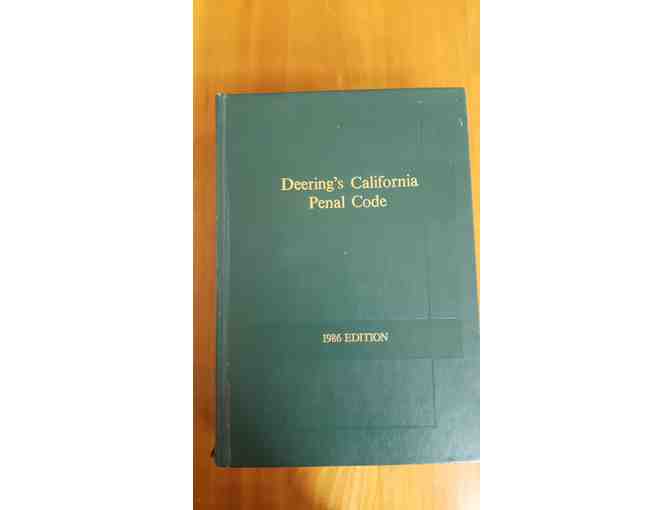 Deering's California
Penal Code
1986 EDITION